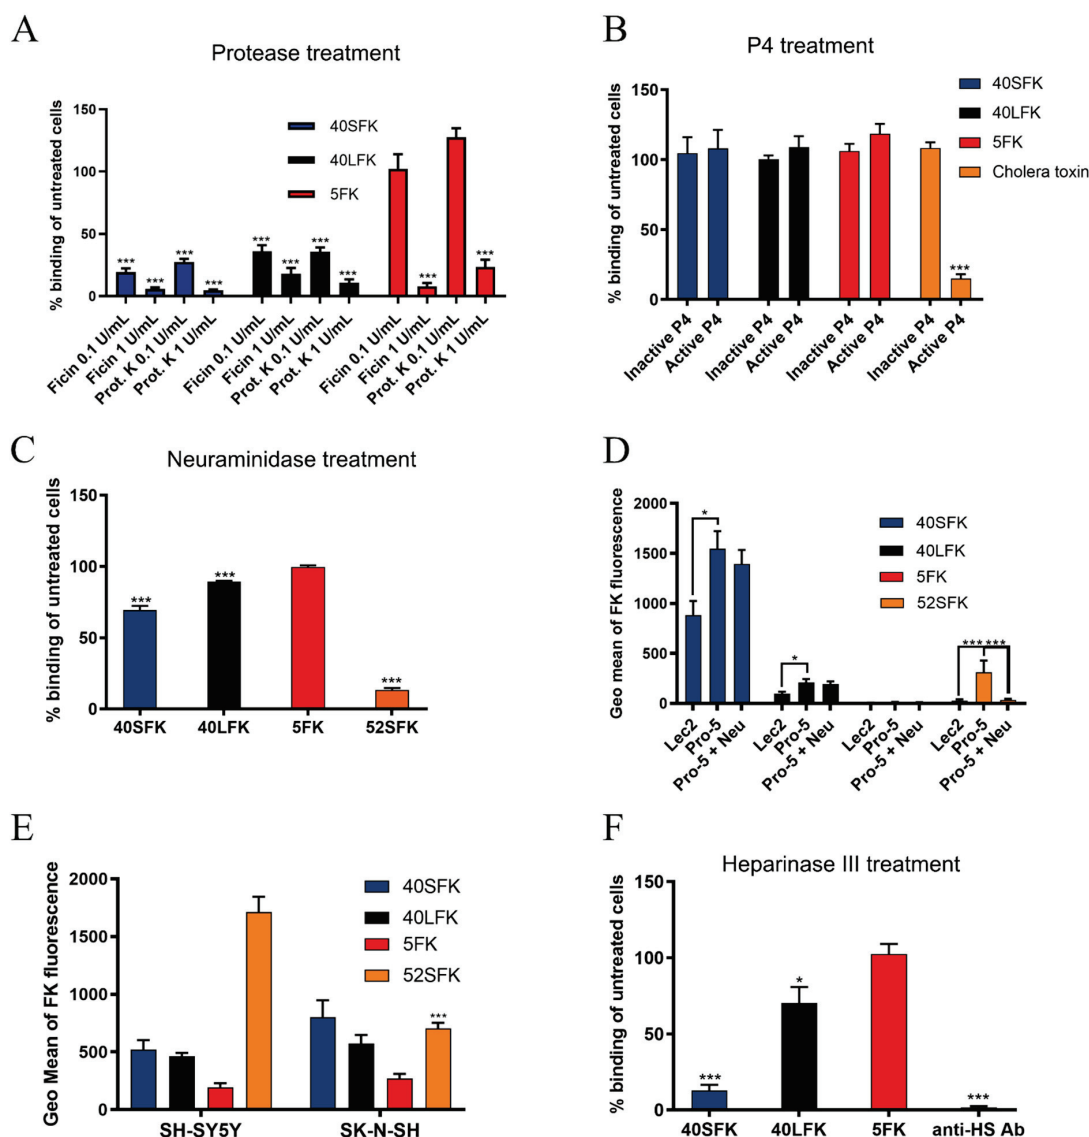 A
Protease treatment
% binding of untreated cells
150
100
50
0
40SFK
40LFK
5FK
***
***
***
***
***
***
***
***
***
***
Ficin 0.1 U/mL
Ficin 1 U/mL
Prot. K 0.1 U/mL
Prot. K 1 U/mL
Ficin 0.1 U/mL
Ficin 1 U/mL
Prot. K 0.1 U/mL
Prot. K 1 U/mL
Ficin 0.1 U/mL
Ficin 1 U/mL
Prot. K 0.1 U/mL
Prot. K 1 U/mL
B
P4 treatment
% binding of untreated cells
150
100
50
0
40SFK
40LFK
5FK
Cholera toxin
***
Inactive P4
Active P4
Inactive P4
Active P4
Inactive P4
Active P4
Inactive P4
Active P4
C
Neuraminidase treatment
% binding of untreated cells
150
100
50
0
***
***
***
40SFK
40LFK
5FK
52SFK
D
Geo mean of FK fluorescence
2000
1500
1000
500
0
40SFK
40LFK
5FK
52SFK
*
*
*** ***
Lec2
Pro-5
Pro-5 + Neu
Lec2
Pro-5
Pro-5 + Neu
Lec2
Pro-5
Pro-5 + Neu
Lec2
Pro-5
Pro-5 + Neu
E
Geo Mean of FK fluorescence
2000
1500
1000
500
0
40SFK
40LFK
5FK
52SFK
***
SH-SY5Y
SK-N-SH
F
Heparinase III treatment
% binding of untreated cells
150
100
50
0
***
*
***
40SFK
40LFK
5FK
anti-HS Ab